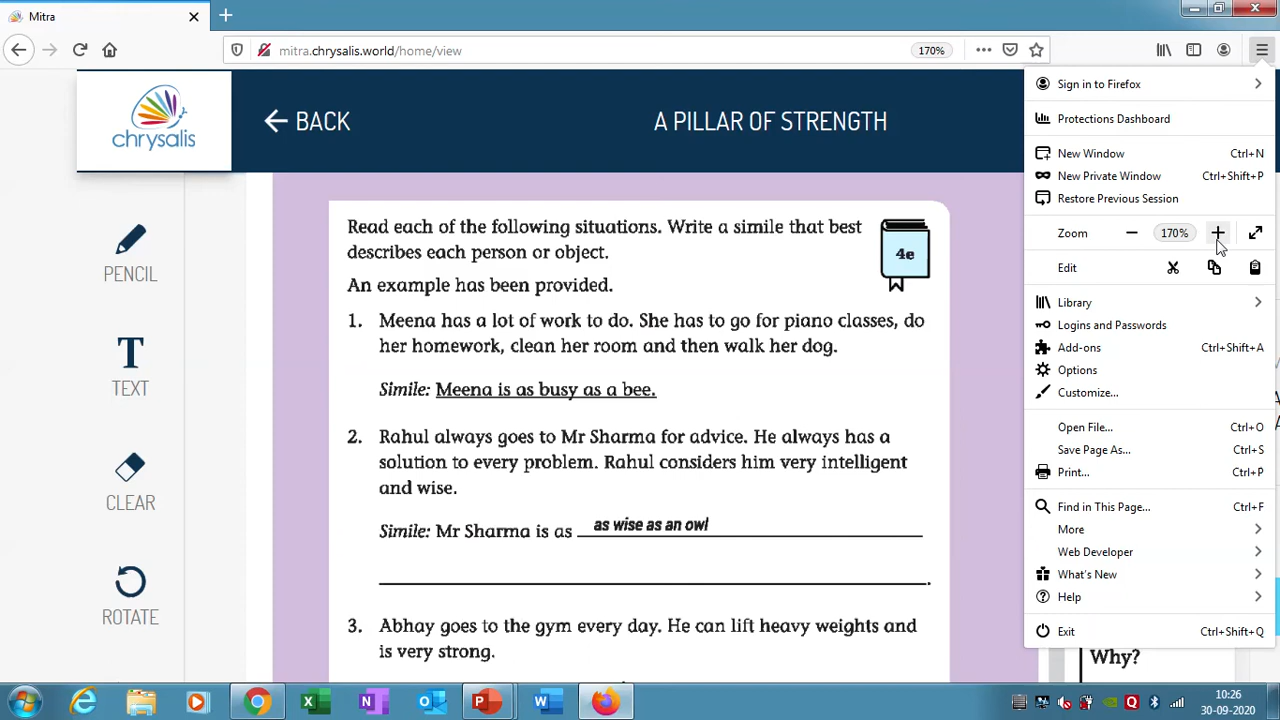 Mitra
mitra.chrysalis.world/home/view
170%
chrysalis
BACK
A PILLAR OF STRENGTH
PENCIL
TEXT
CLEAR
ROTATE
Read each of the following situations. Write a simile that best
describes each person or object.
4e
An example has been provided.
1. Meena has a lot of work to do. She has to go for piano classes, do
her homework, clean her room and then walk her dog.
Simile: Meena is as busy as a bee.
2. Rahul always goes to Mr Sharma for advice. He always has a
solution to every problem. Rahul considers him very intelligent
and wise.
Simile: Mr Sharma is as as wise as an owl
.
3. Abhay goes to the gym every day. He can lift heavy weights and
is very strong.
Sign in to Firefox
Protections Dashboard
New Window Ctrl+N
New Private Window Ctrl+Shift+P
Restore Previous Session
Zoom − 170% +
Edit
Library
Logins and Passwords
Add-ons Ctrl+Shift+A
Options
Customize...
Open File... Ctrl+O
Save Page As... Ctrl+S
Print... Ctrl+P
Find in This Page... Ctrl+F
More
Web Developer
What's New
Help
Exit Ctrl+Shift+Q
Why?
10:26
30-09-2020